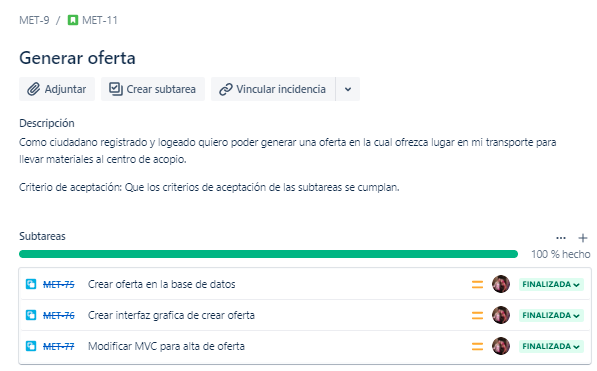 MET-9 / MET-11
Generar oferta
Adjuntar Crear subtarea Vincular incidencia
Descripción
Como ciudadano registrado y logeado quiero poder generar una oferta en la cual ofrezca lugar en mi transporte para
llevar materiales al centro de acopio.
Criterio de aceptación: Que los criterios de aceptación de las subtareas se cumplan.
Subtareas
100 % hecho
MET-75 Crear oferta en la base de datos FINALIZADA
MET-76 Crear interfaz grafica de crear oferta FINALIZADA
MET-77 Modificar MVC para alta de oferta FINALIZADA